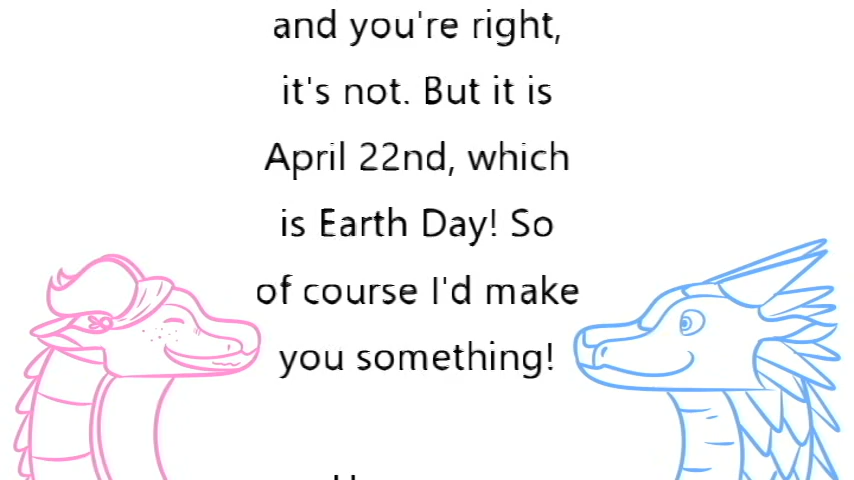 and you're right,
it's not. But it is
April 22nd, which
is Earth Day! So
of course I'd make
you something!